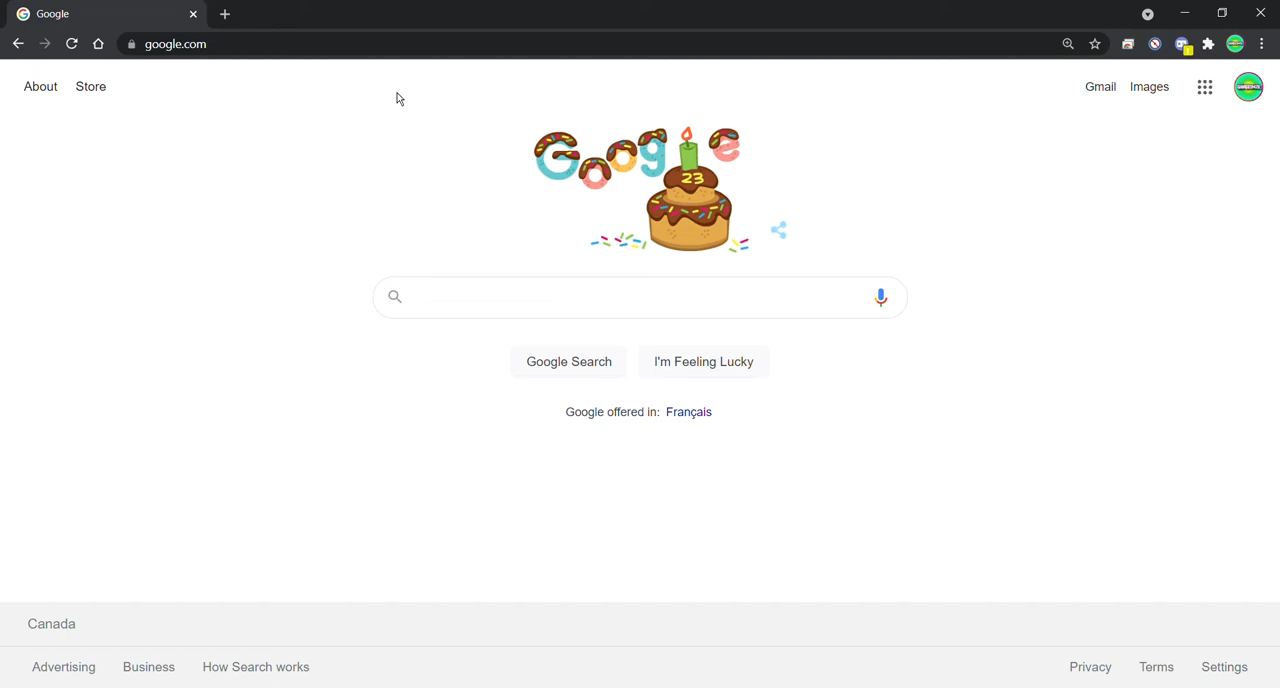 Google
google.com
About Store
Gmail Images
Google
23
Google Search I'm Feeling Lucky
Google offered in: Français
Canada
Advertising Business How Search works
Privacy Terms Settings